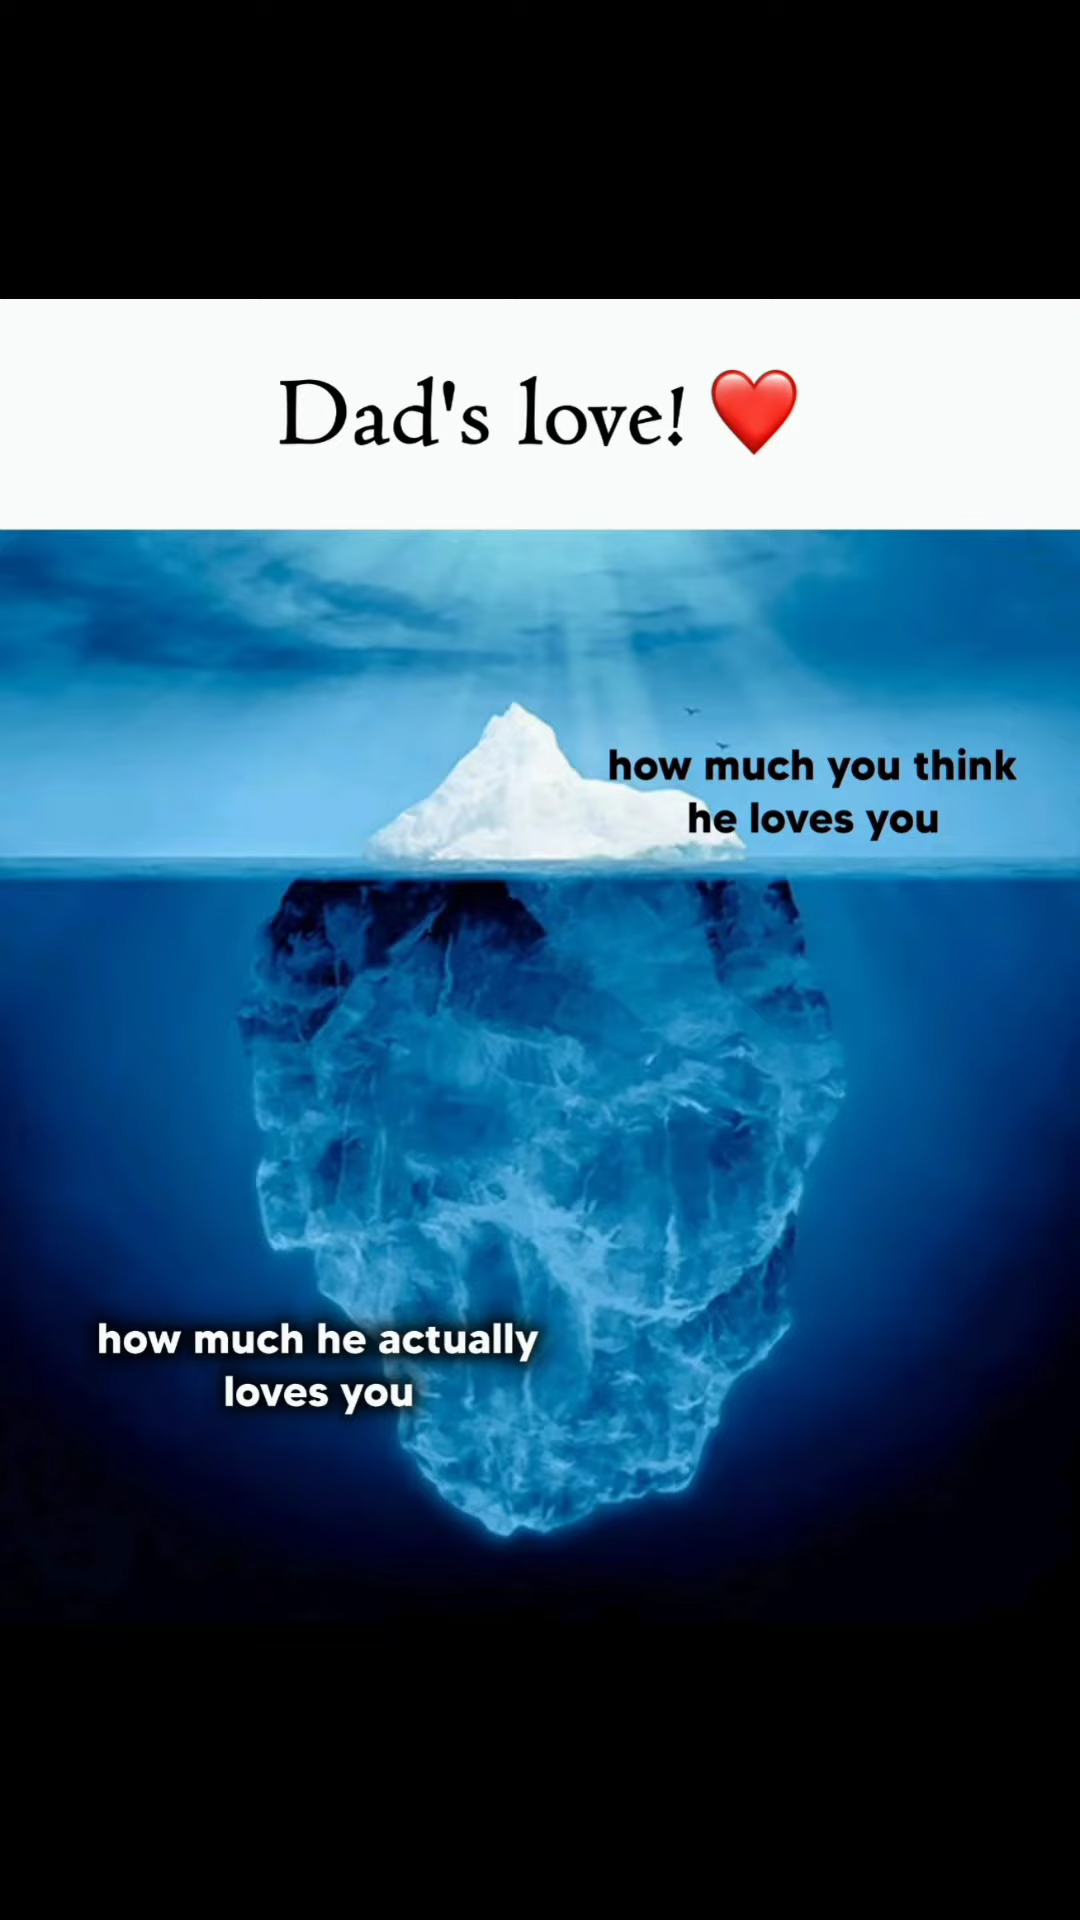 Dad's love! ❤️
how much you think
he loves you
how much he actually
loves you